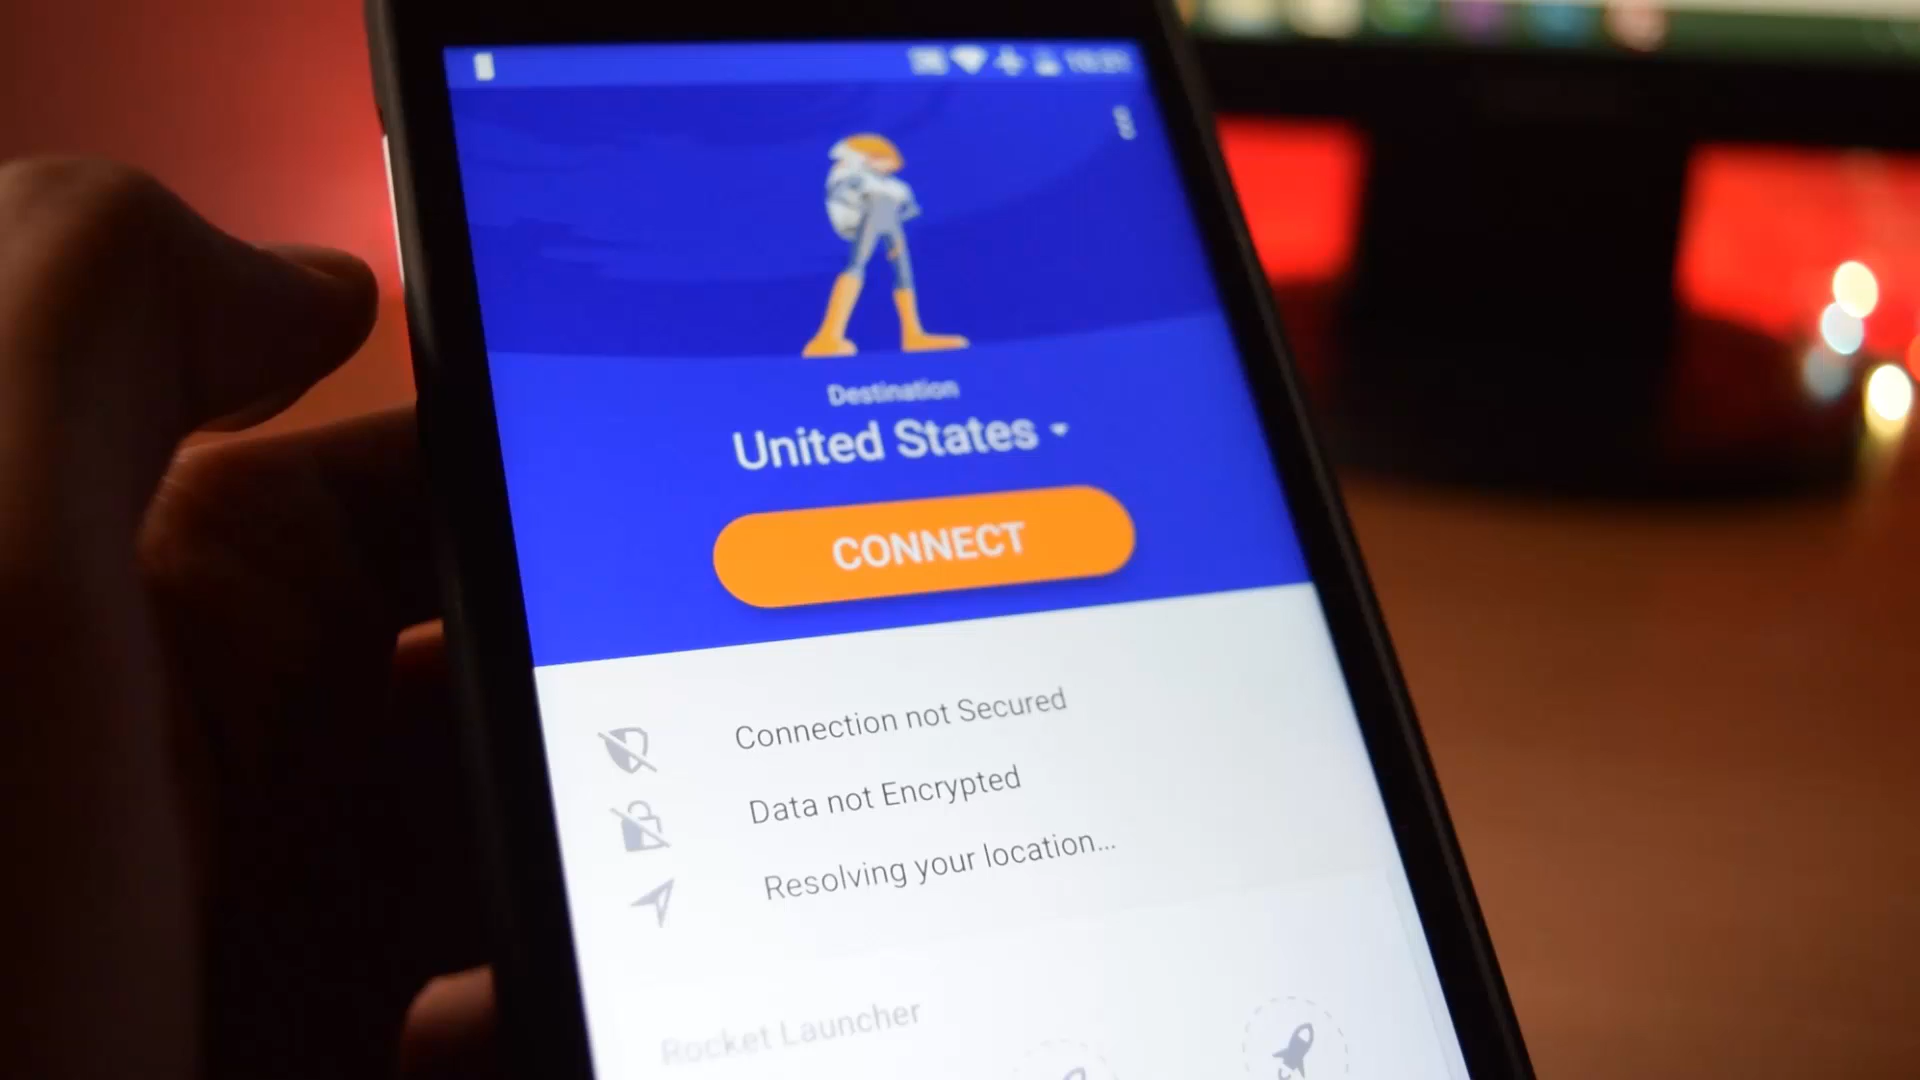 Destination
United States
CONNECT
Connection not Secured
Data not Encrypted
Resolving your location...
Rocket Launcher